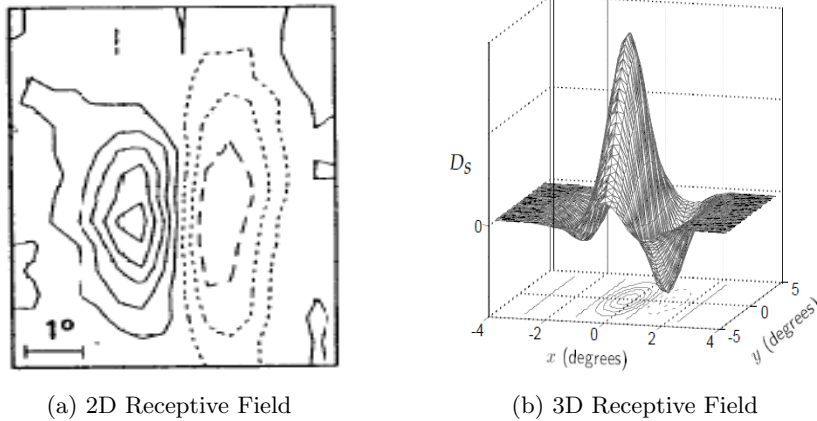 1°
(a) 2D Receptive Field
D_s
0
-4
-2
0
2
4
-5
0
5
x (degrees)
y (degrees)
(b) 3D Receptive Field